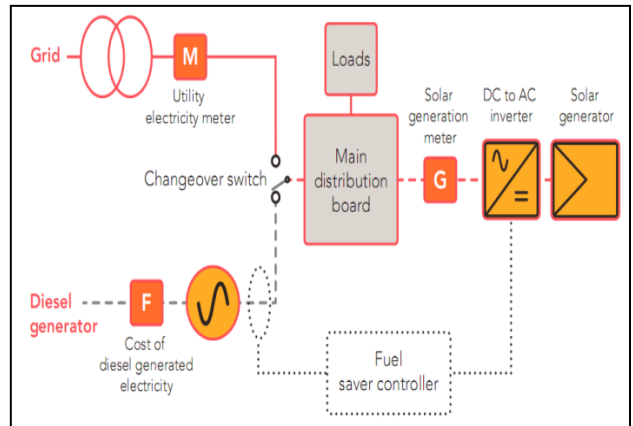 Grid
M
Utility
electricity meter
Loads
Solar
generation
meter
DC to AC
inverter
Solar
generator
Changeover switch
Main
distribution
board
G
Diesel
generator
F
Cost of
diesel generated
electricity
Fuel
saver controller